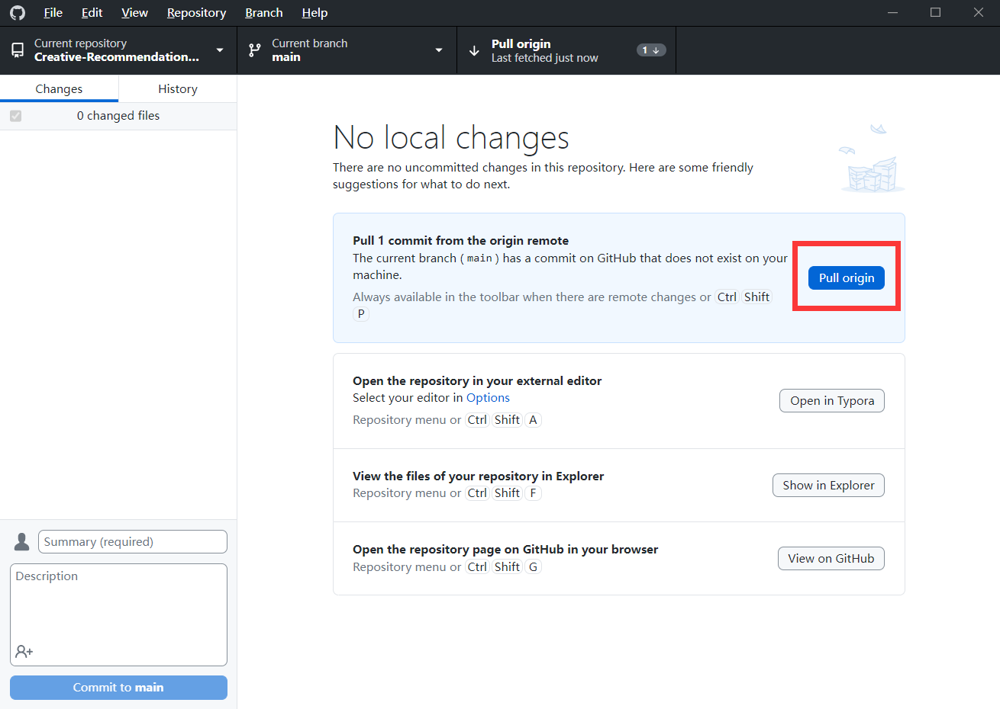 File Edit View Repository Branch Help
Current repository
Creative-Recommendation...
Current branch
main
Pull origin
Last fetched just now
1
Changes
History
0 changed files
No local changes
There are no uncommitted changes in this repository. Here are some friendly
suggestions for what to do next.
Pull 1 commit from the origin remote
The current branch ( main ) has a commit on GitHub that does not exist on your
machine.
Always available in the toolbar when there are remote changes or Ctrl Shift
P
Pull origin
Open the repository in your external editor
Select your editor in Options
Repository menu or Ctrl Shift A
Open in Typora
View the files of your repository in Explorer
Repository menu or Ctrl Shift F
Show in Explorer
Open the repository page on GitHub in your browser
Repository menu or Ctrl Shift G
View on GitHub
Summary (required)
Description
Commit to main